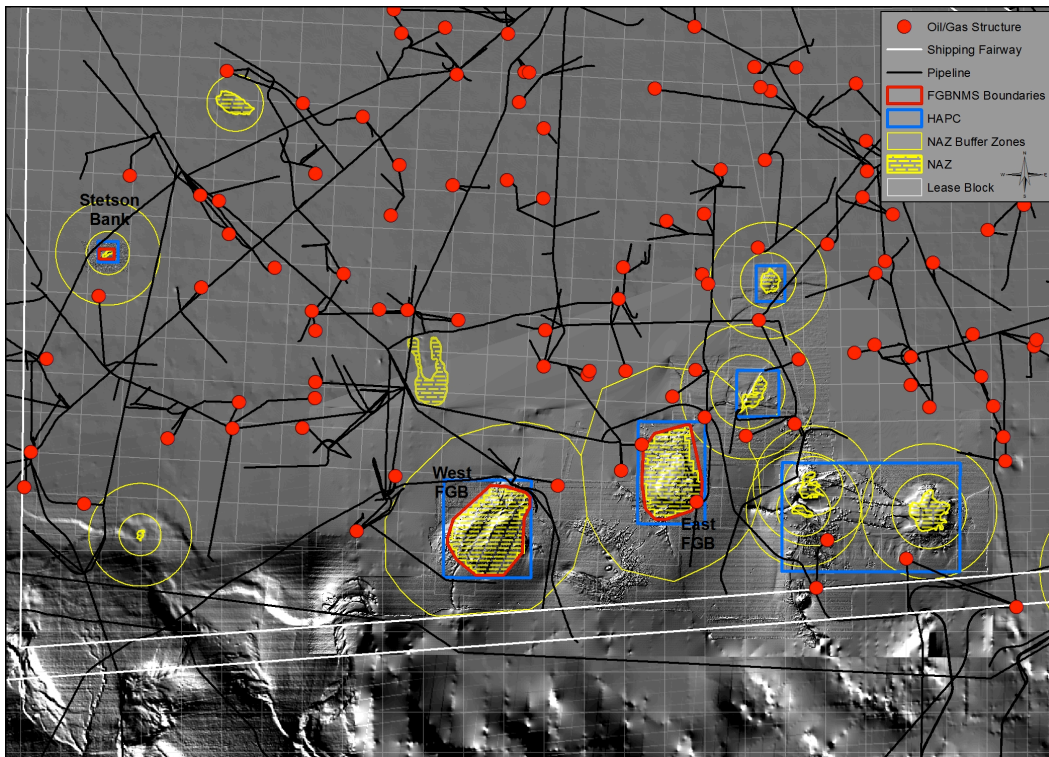 Oil/Gas Structure
Shipping Fairway
Pipeline
FGBNMS Boundaries
HAPC
NAZ Buffer Zones
NAZ
Lease Block
N
W
E
S
Stetson
Bank
West
FGB
East
FGB